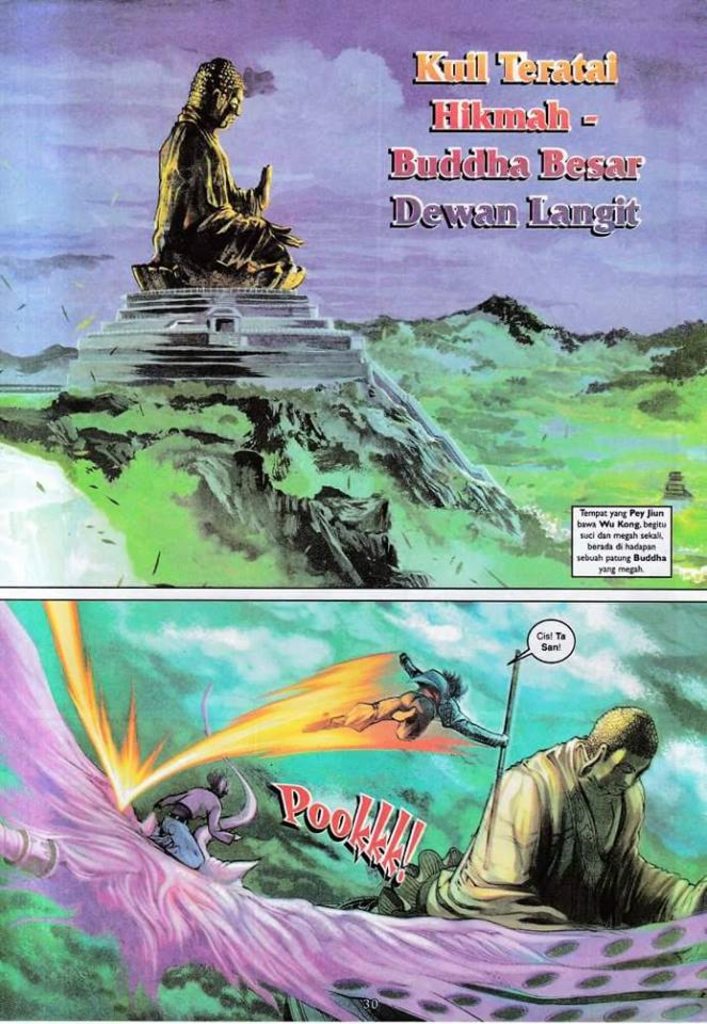 Kuil Teratai
Hikmah -
Buddha Besar
Dewan Langit
Tempat yang Pey Jiun
bawa Wu Kong, begitu
suci dan megah sekali,
berada di hadapan
sebuah patung Buddha
yang megah.
Cis! Ta
San!
Pookkk!
30